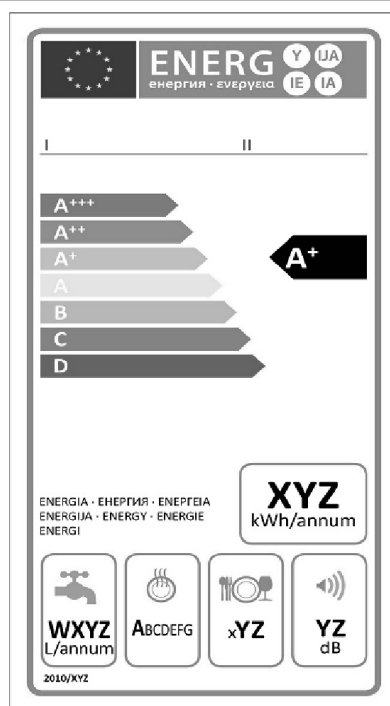 ENERG Y IJA
енергия · ενεργεια IE IA
I II
A+++
A++
A+ A+
A
B
C
D
ENERGIA · ЕНЕРГИЯ · ΕΝΕΡΓΕΙΑ
ENERGIJA · ENERGY · ENERGIE
ENERGI
XYZ
kWh/annum
WXYZ
L/annum
ABCDEFG
xYZ
YZ
dB
2010/XYZ